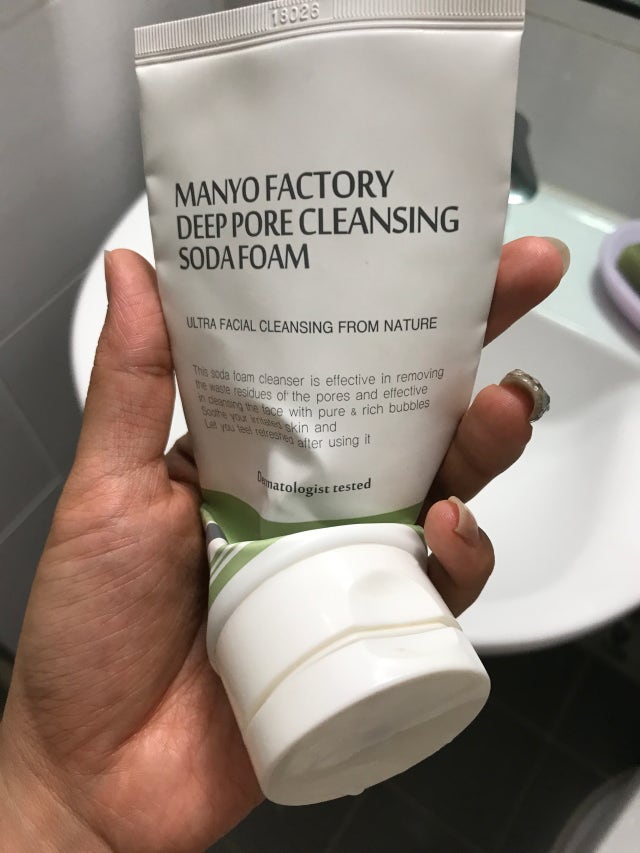 13026
MANYO FACTORY
DEEP PORE CLEANSING
SODA FOAM
ULTRA FACIAL CLEANSING FROM NATURE
This soda foam cleanser is effective in removing
the waste residues of the pores and effective
in cleansing the face with pure & rich bubbles
Soothe your irritated skin and
Let you feel refreshed after using it
Dermatologist tested